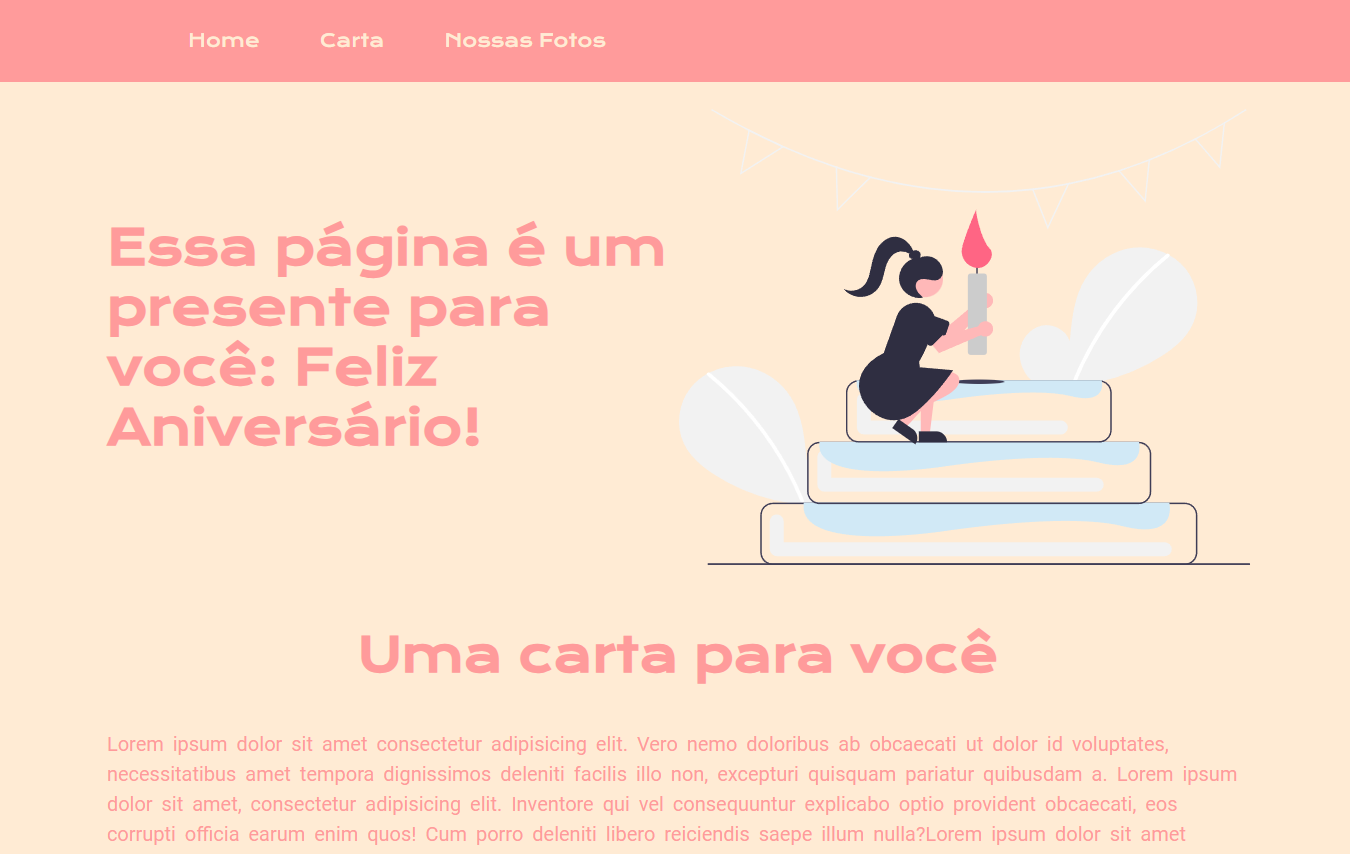 Home Carta Nossas Fotos
Essa página é um
presente para
você: Feliz
Aniversário!
Uma carta para você
Lorem ipsum dolor sit amet consectetur adipisicing elit. Vero nemo doloribus ab obcaecati ut dolor id voluptates,
necessitatibus amet tempora dignissimos deleniti facilis illo non, excepturi quisquam pariatur quibusdam a. Lorem ipsum
dolor sit amet, consectetur adipisicing elit. Inventore qui vel consequuntur explicabo optio provident obcaecati, eos
corrupti officia earum enim quos! Cum porro deleniti libero reiciendis saepe illum nulla?Lorem ipsum dolor sit amet